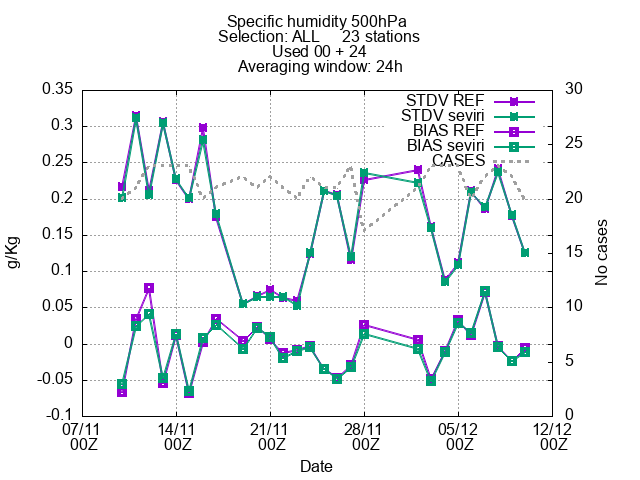 Specific humidity 500hPa
Selection: ALL     23 stations
Used 00 + 24
Averaging window: 24h
0.35
0.3
0.25
0.2
0.15
0.1
0.05
0
-0.05
-0.1
g/Kg
30
25
20
15
10
5
0
No cases
STDV REF
STDV seviri
BIAS REF
BIAS seviri
CASES
07/11 14/11 21/11 28/11 05/12 12/12
00Z 00Z 00Z 00Z 00Z 00Z
Date